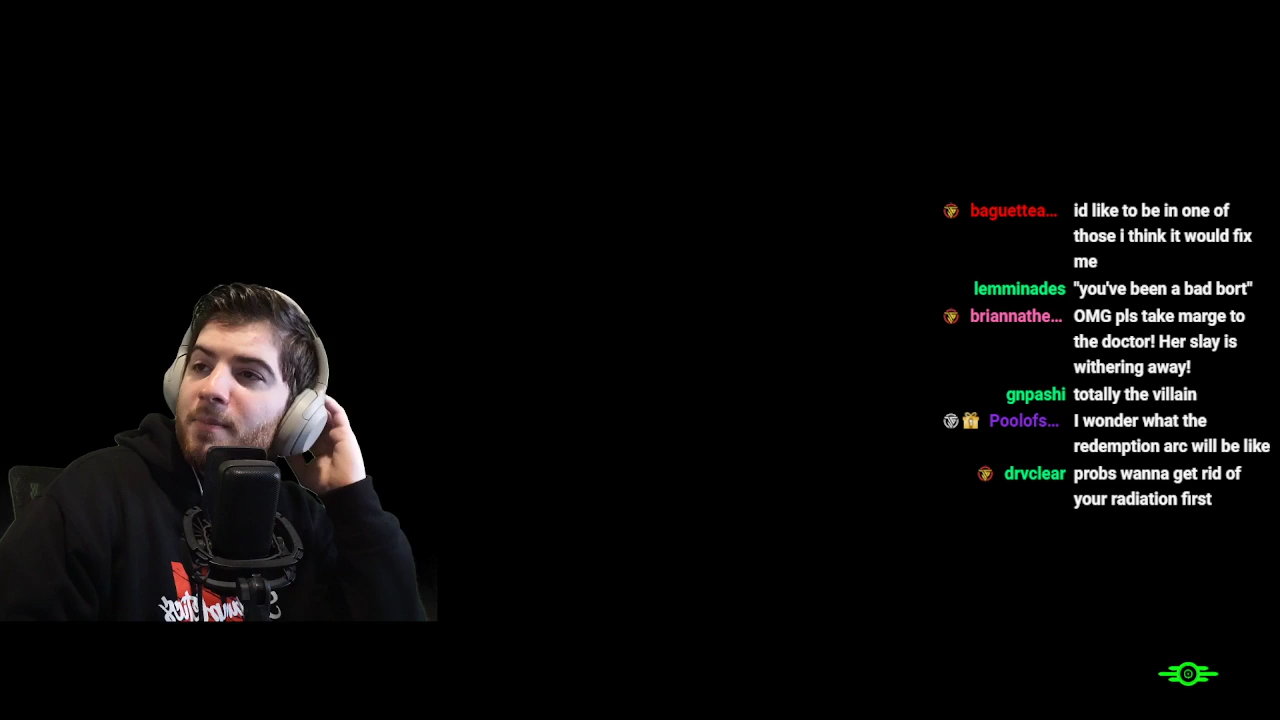 baguettea... id like to be in one of
those i think it would fix
me
lemminades "you've been a bad bort"
briannathe... OMG pls take marge to
the doctor! Her slay is
withering away!
gnpashi totally the villain
Poolofs... I wonder what the
redemption arc will be like
drvclear probs wanna get rid of
your radiation first